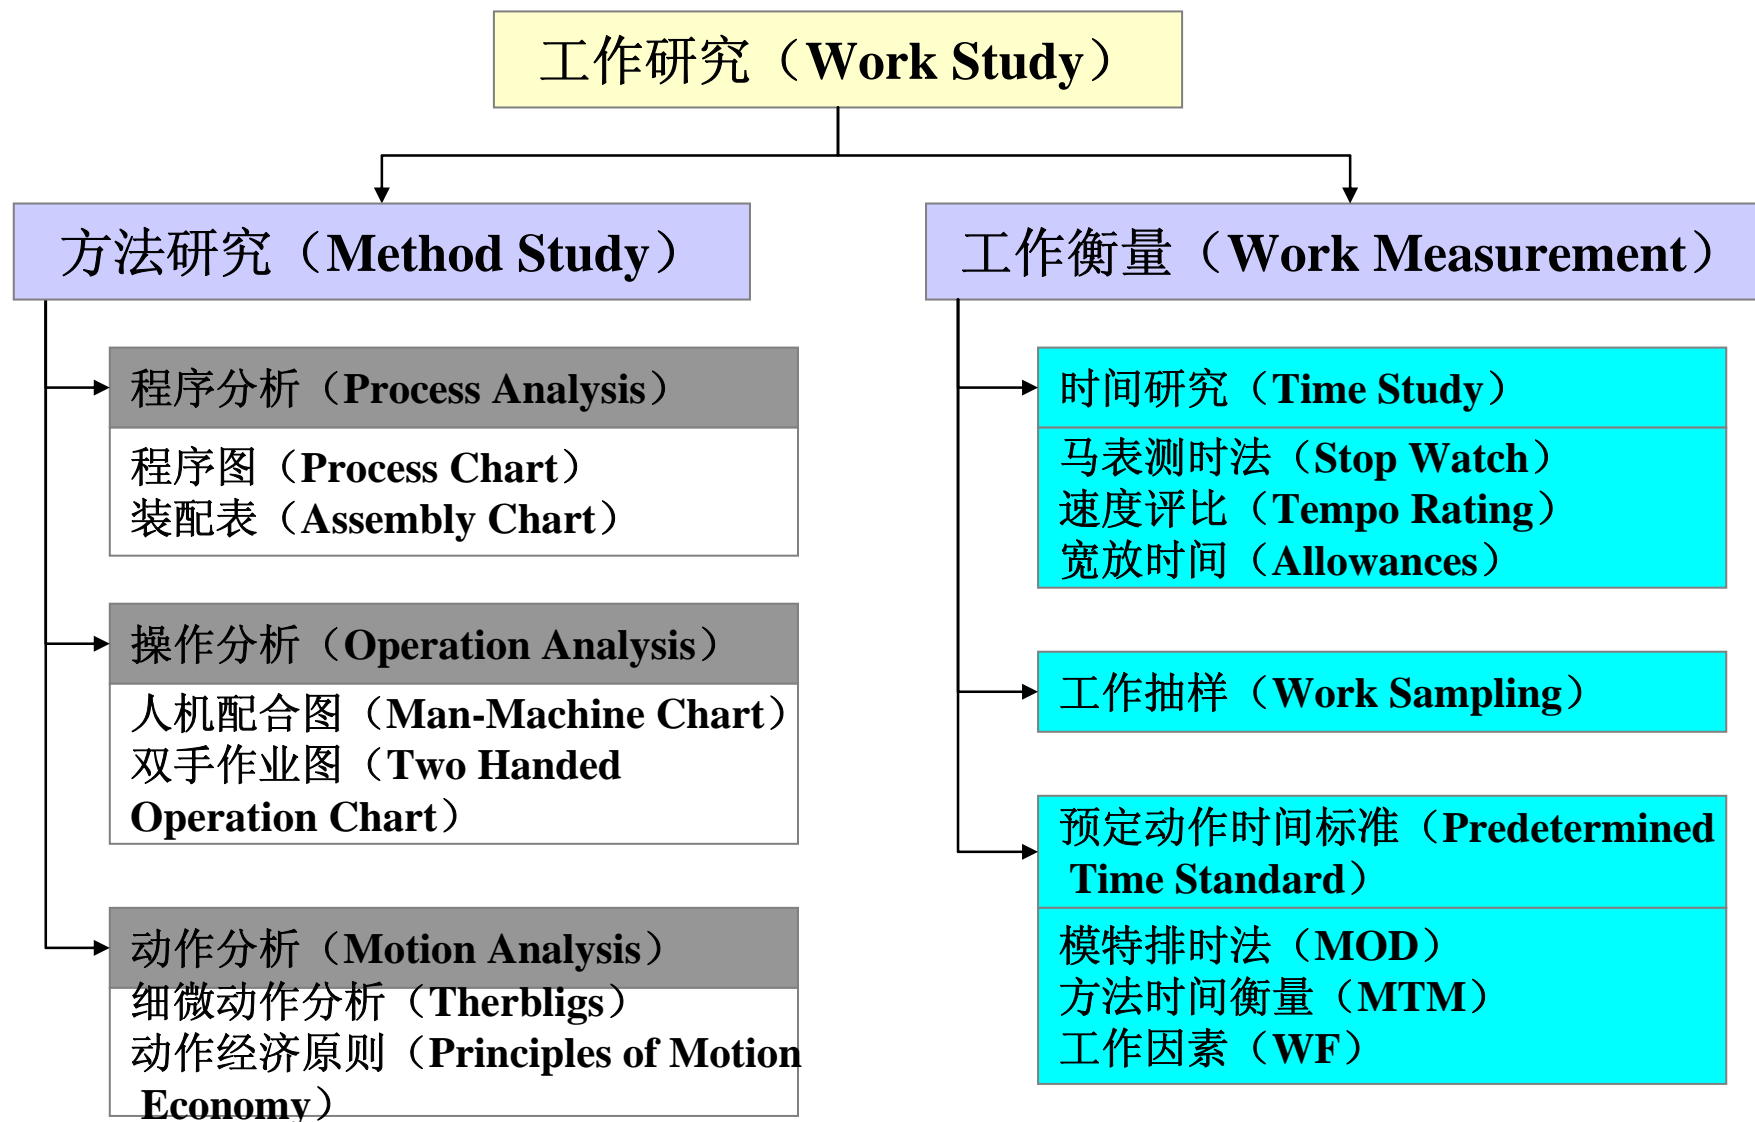 工作研究（Work Study）
方法研究（Method Study）
程序分析（Process Analysis）
程序图（Process Chart）
装配表（Assembly Chart）
操作分析（Operation Analysis）
人机配合图（Man-Machine Chart）
双手作业图（Two Handed
Operation Chart）
动作分析（Motion Analysis）
细微动作分析（Therbligs）
动作经济原则（Principles of Motion
Economy）
工作衡量（Work Measurement）
时间研究（Time Study）
马表测时法（Stop Watch）
速度评比（Tempo Rating）
宽放时间（Allowances）
工作抽样（Work Sampling）
预定动作时间标准（Predetermined
Time Standard）
模特排时法（MOD）
方法时间衡量（MTM）
工作因素（WF）